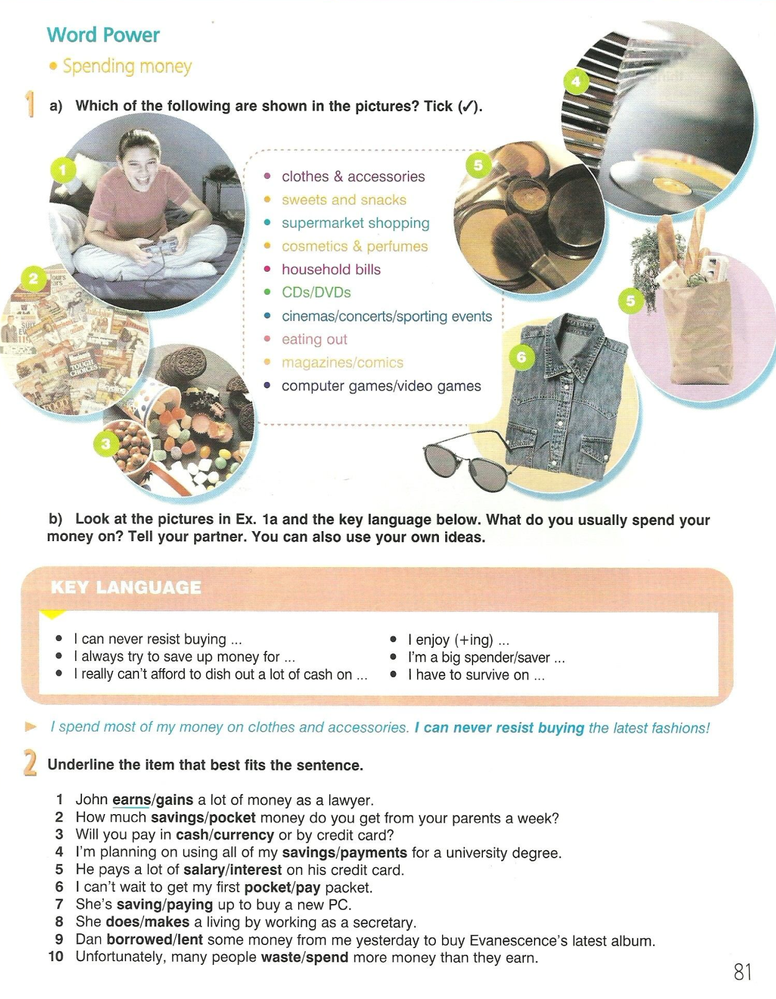 Word Power
• Spending money
1 a) Which of the following are shown in the pictures? Tick (✓).
1
2
3
4
5
5
6
• clothes & accessories
• sweets and snacks
• supermarket shopping
• cosmetics & perfumes
• household bills
• CDs/DVDs
• cinemas/concerts/sporting events
• eating out
• magazines/comics
• computer games/video games
TOUGH
CHOICES
b) Look at the pictures in Ex. 1a and the key language below. What do you usually spend your
money on? Tell your partner. You can also use your own ideas.
KEY LANGUAGE
• I can never resist buying ...
• I always try to save up money for ...
• I really can't afford to dish out a lot of cash on ...
• I enjoy (+ing) ...
• I'm a big spender/saver ...
• I have to survive on ...
I spend most of my money on clothes and accessories. I can never resist buying the latest fashions!
2 Underline the item that best fits the sentence.
1 John earns/gains a lot of money as a lawyer.
2 How much savings/pocket money do you get from your parents a week?
3 Will you pay in cash/currency or by credit card?
4 I'm planning on using all of my savings/payments for a university degree.
5 He pays a lot of salary/interest on his credit card.
6 I can't wait to get my first pocket/pay packet.
7 She's saving/paying up to buy a new PC.
8 She does/makes a living by working as a secretary.
9 Dan borrowed/lent some money from me yesterday to buy Evanescence's latest album.
10 Unfortunately, many people waste/spend more money than they earn.
81